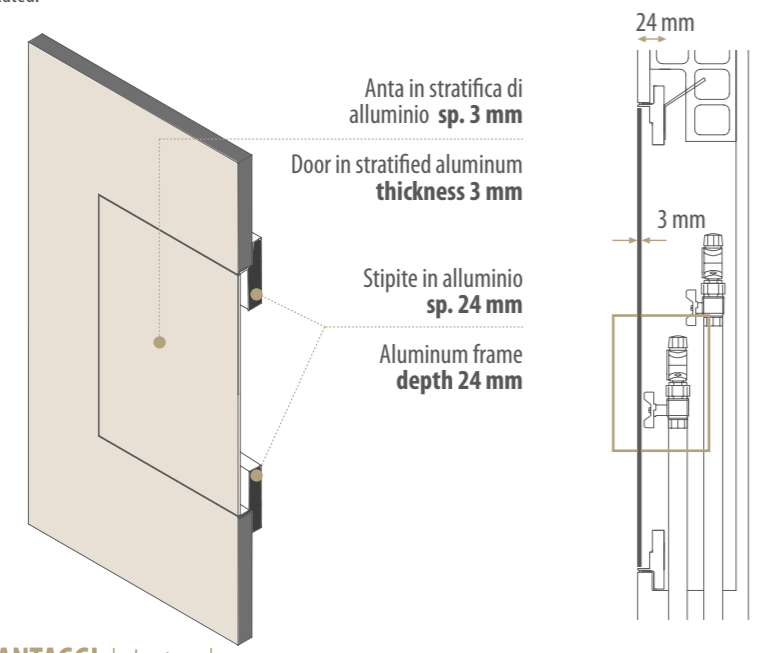 Anta in stratifica di
alluminio sp. 3 mm
Door in stratified aluminum
thickness 3 mm
Stipite in alluminio
sp. 24 mm
Aluminum frame
depth 24 mm
24 mm
3 mm